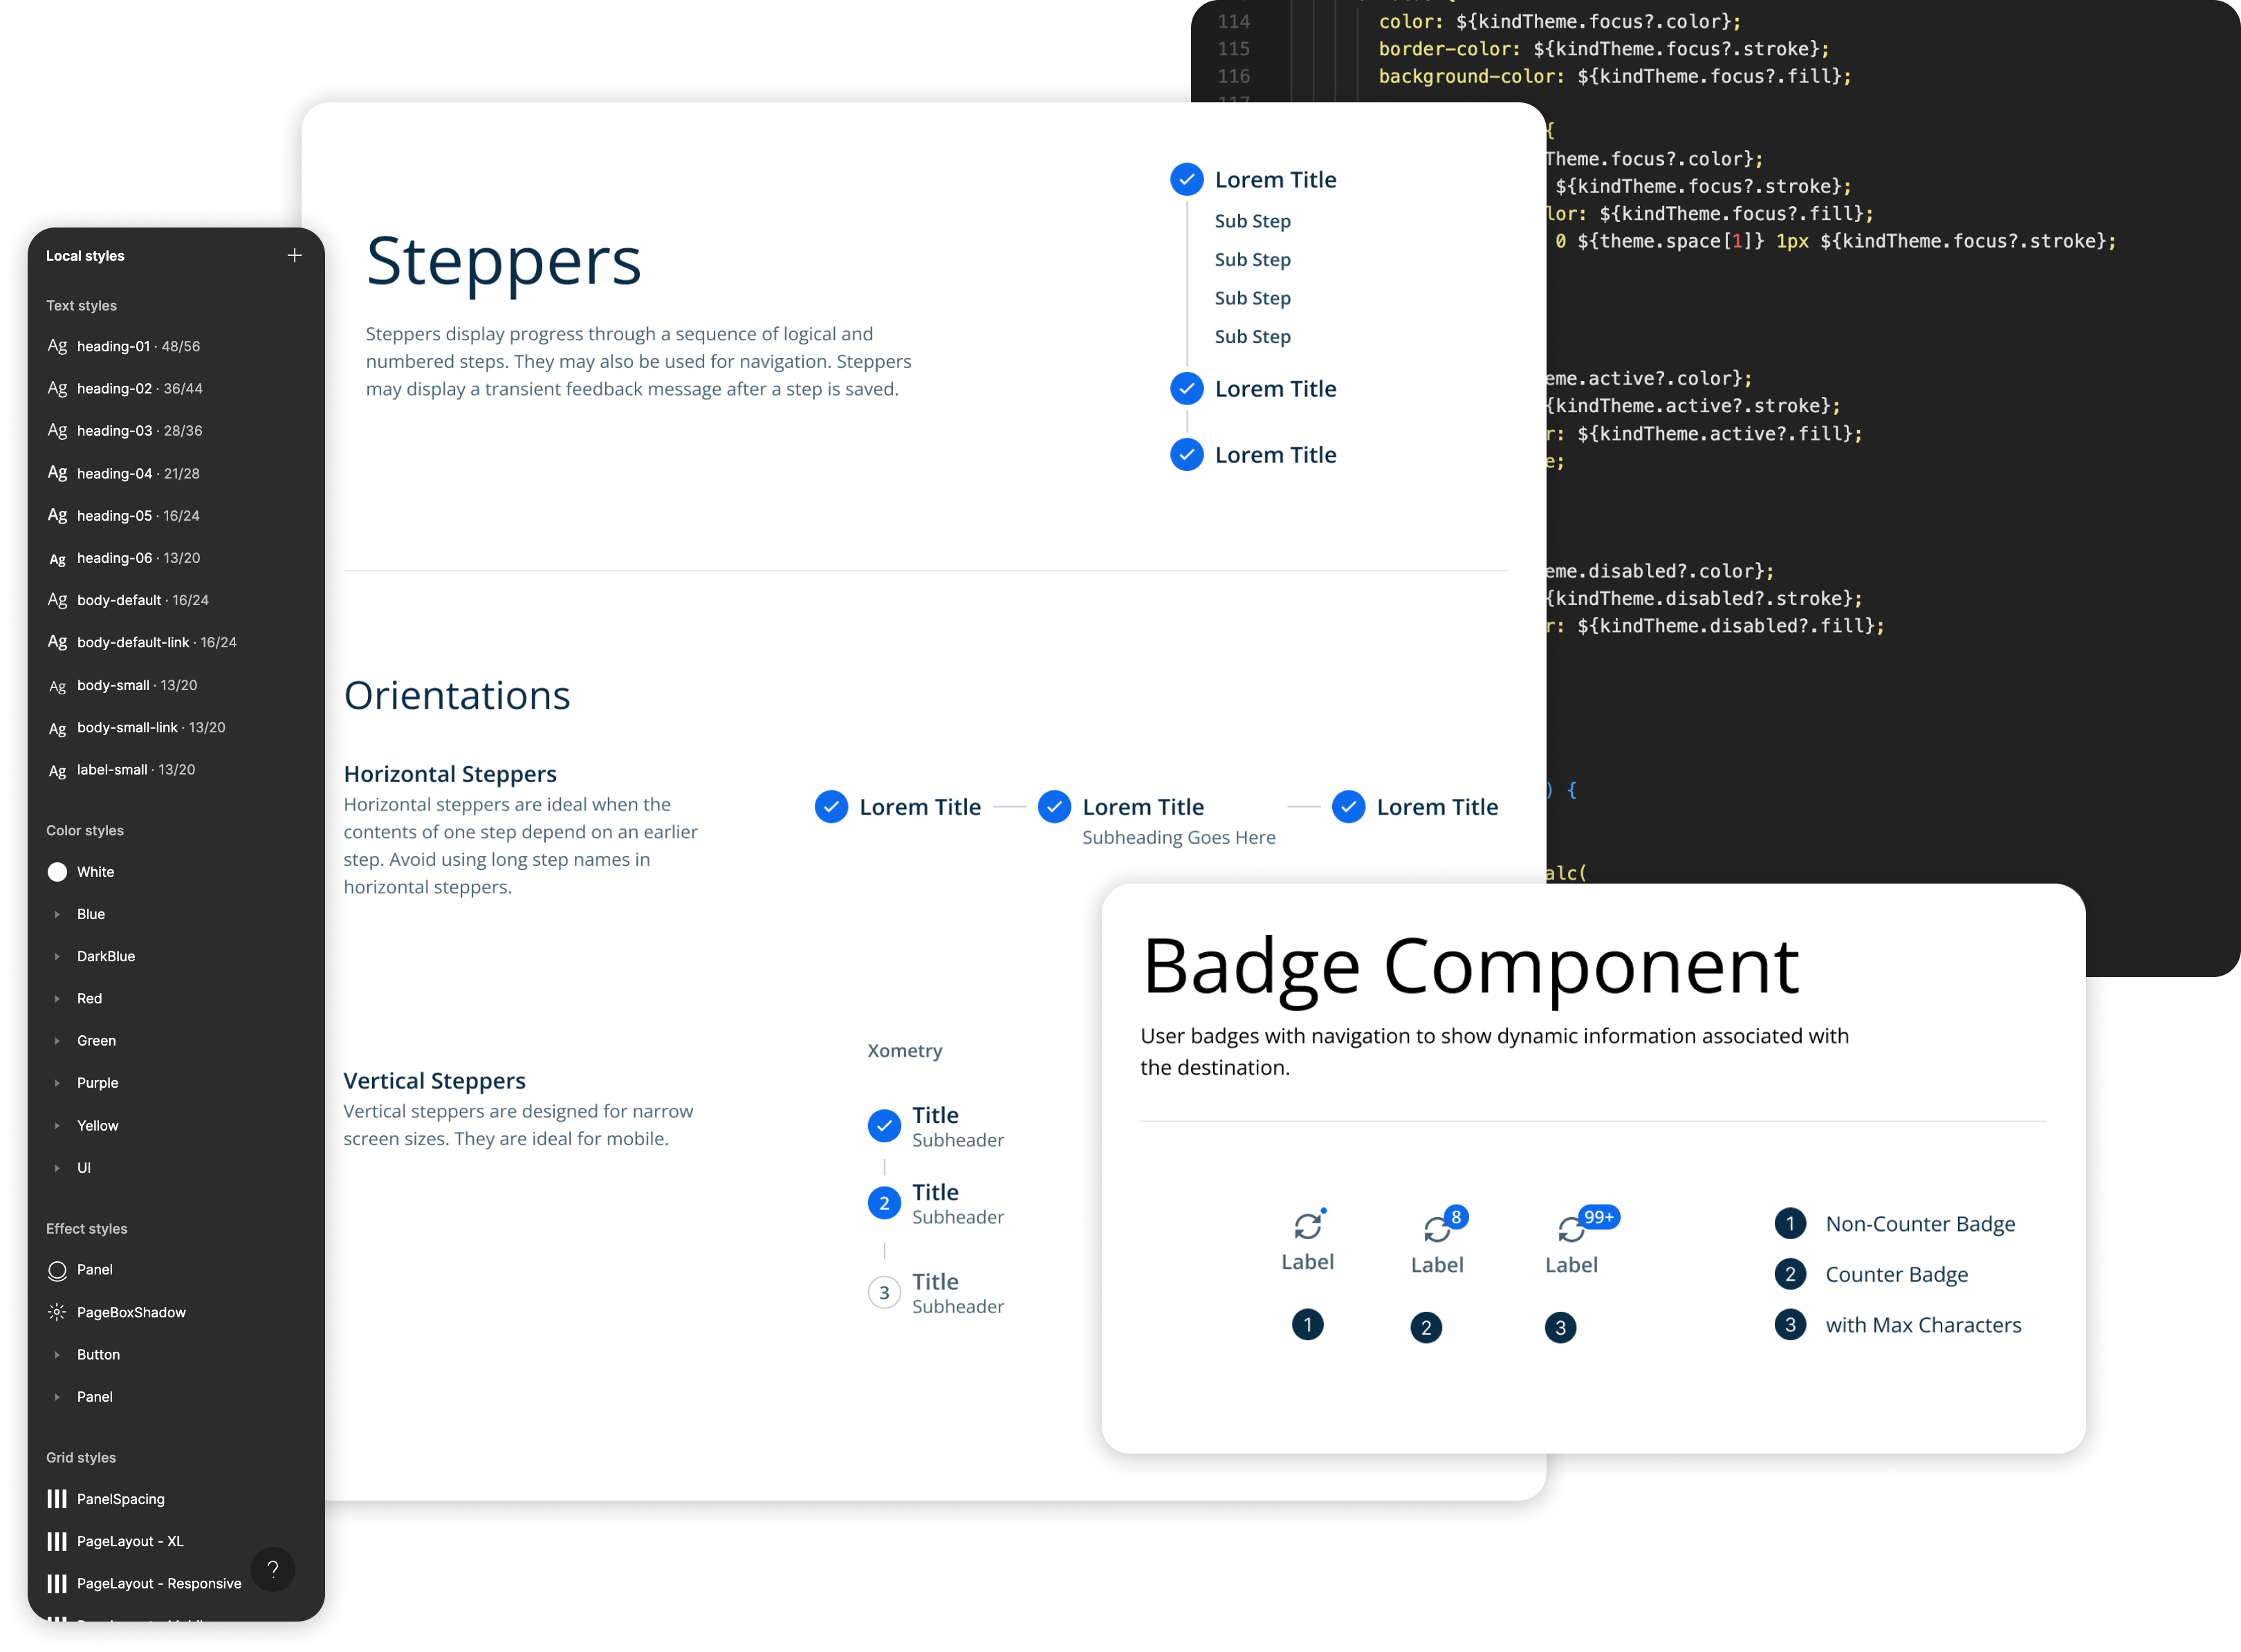 114 color: ${kindTheme.focus?.color};
115 border-color: ${kindTheme.focus?.stroke};
116 background-color: ${kindTheme.focus?.fill};
117
{
Theme.focus?.color};
${kindTheme.focus?.stroke};
lor: ${kindTheme.focus?.fill};
0 ${theme.space[1]} 1px ${kindTheme.focus?.stroke};
eme.active?.color};
{kindTheme.active?.stroke};
r: ${kindTheme.active?.fill};
e;
eme.disabled?.color};
{kindTheme.disabled?.stroke};
r: ${kindTheme.disabled?.fill};
) {
alc(
Local styles
Text styles
Ag heading-01 · 48/56
Ag heading-02 · 36/44
Ag heading-03 · 28/36
Ag heading-04 · 21/28
Ag heading-05 · 16/24
Ag heading-06 · 13/20
Ag body-default · 16/24
Ag body-default-link · 16/24
Ag body-small · 13/20
Ag body-small-link · 13/20
Ag label-small · 13/20
Color styles
White
Blue
DarkBlue
Red
Green
Purple
Yellow
UI
Effect styles
Panel
PageBoxShadow
Button
Panel
Grid styles
PanelSpacing
PageLayout - XL
PageLayout - Responsive
?
Steppers
Steppers display progress through a sequence of logical and
numbered steps. They may also be used for navigation. Steppers
may display a transient feedback message after a step is saved.
Lorem Title
Sub Step
Sub Step
Sub Step
Sub Step
Lorem Title
Lorem Title
Orientations
Horizontal Steppers
Horizontal steppers are ideal when the
contents of one step depend on an earlier
step. Avoid using long step names in
horizontal steppers.
Lorem Title
Lorem Title
Subheading Goes Here
Lorem Title
Vertical Steppers
Vertical steppers are designed for narrow
screen sizes. They are ideal for mobile.
Xometry
Title
Subheader
2 Title
Subheader
3 Title
Subheader
Badge Component
User badges with navigation to show dynamic information associated with
the destination.
Label
8
Label
99+
Label
1
2
3
1 Non-Counter Badge
2 Counter Badge
3 with Max Characters